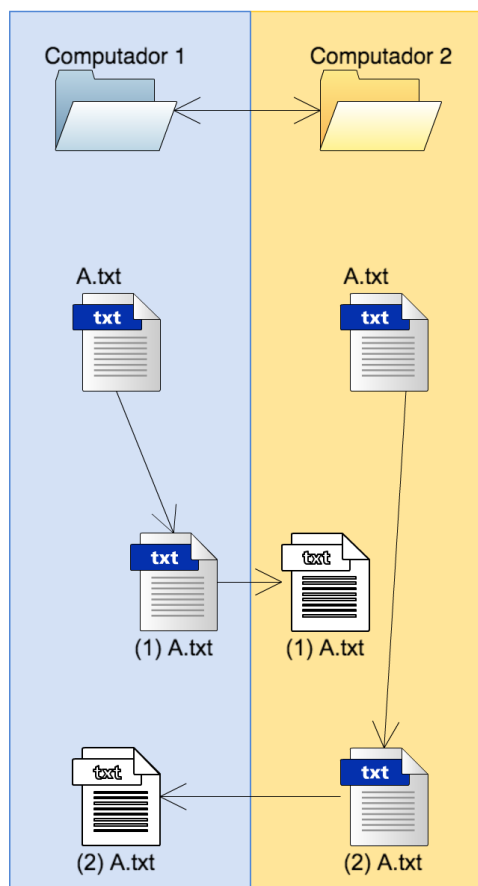 Computador 1
Computador 2
A.txt
A.txt
txt
txt
txt
txt
(1) A.txt
(1) A.txt
txt
txt
(2) A.txt
(2) A.txt